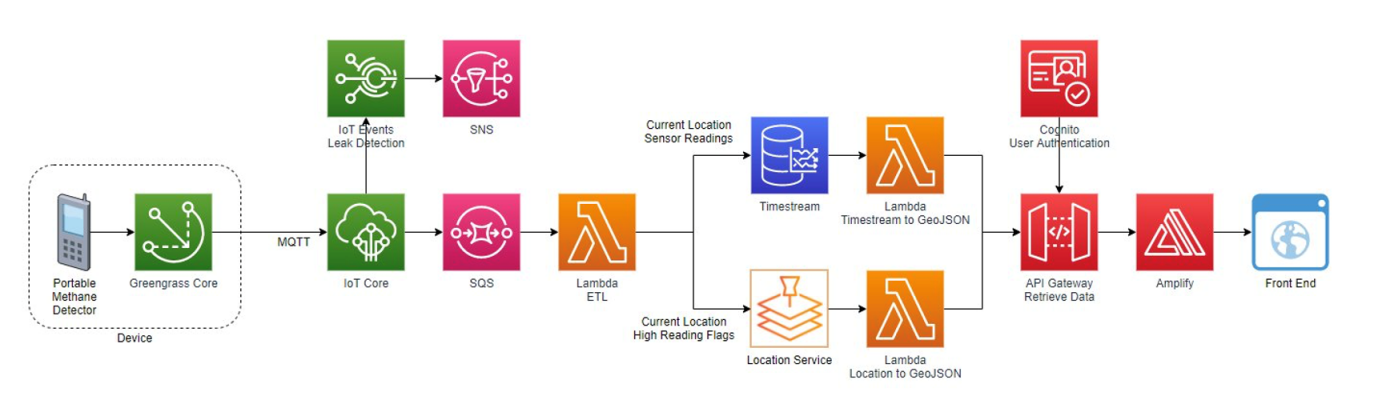 IoT Events
Leak Detection
SNS
Cognito
User Authentication
Current Location
Sensor Readings
Timestream
Lambda
Timestream to GeoJSON
MQTT
Portable
Methane
Detector
Greengrass Core
Device
IoT Core
SQS
Lambda
ETL
API Gateway
Retrieve Data
Amplify
Front End
Current Location
High Reading Flags
Location Service
Lambda
Location to GeoJSON